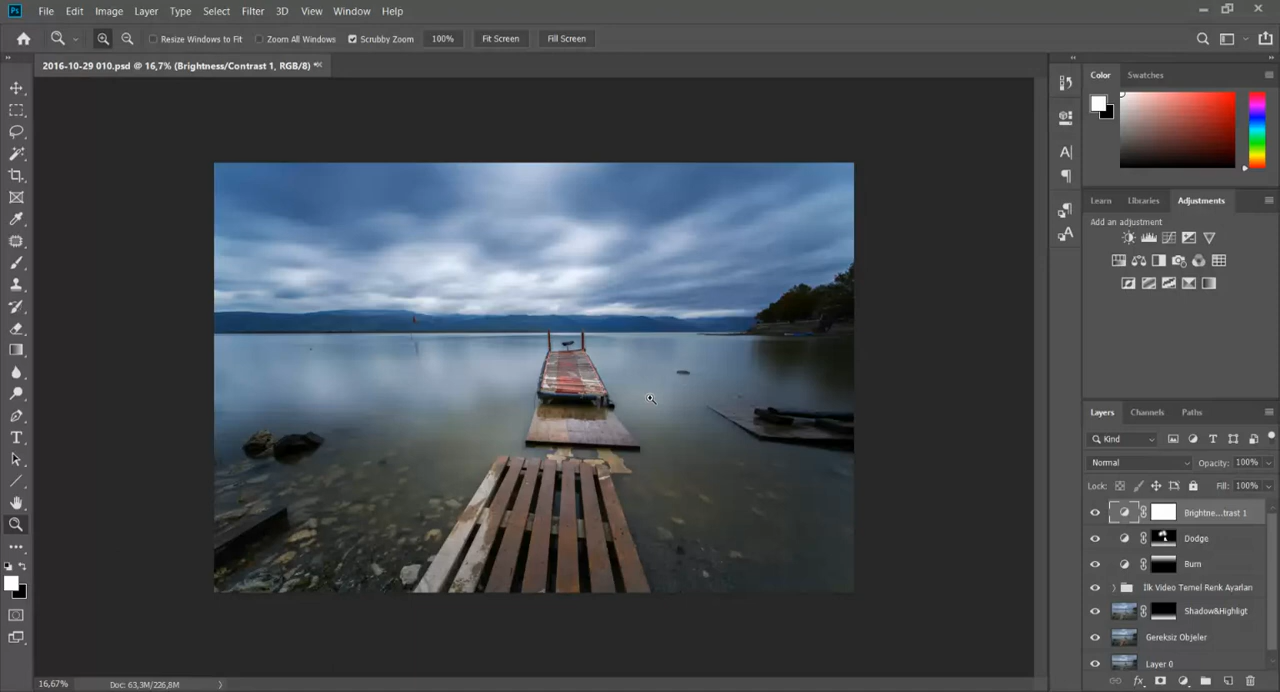 Ps File Edit Image Layer Type Select Filter 3D View Window Help
Resize Windows to Fit Zoom All Windows Scrubby Zoom 100% Fit Screen Fill Screen
2016-10-29 010.psd @ 16,7% (Brightness/Contrast 1, RGB/8) *
Color Swatches
Learn Libraries Adjustments
Add an adjustment
Layers Channels Paths
Kind
Normal Opacity: 100%
Lock: Fill: 100%
Brightne...trast 1
Dodge
Burn
Ilk Video Temel Renk Ayarları
Shadow&Highligt
Gereksiz Objeler
Layer 0
16,67% Doc: 63,3M/226,8M